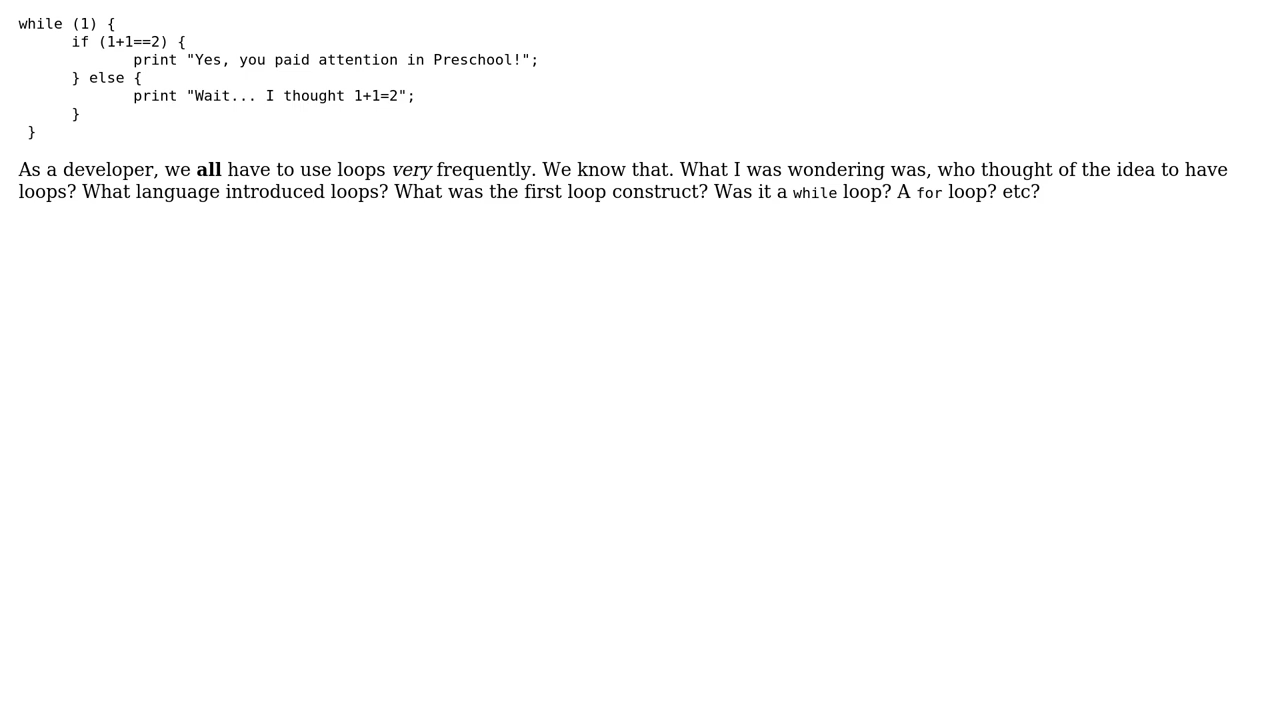 while (1) {
      if (1+1==2) {
             print "Yes, you paid attention in Preschool!";
      } else {
             print "Wait... I thought 1+1=2";
      }
 }
As a developer, we all have to use loops very frequently. We know that. What I was wondering was, who thought of the idea to have
loops? What language introduced loops? What was the first loop construct? Was it a while loop? A for loop? etc?